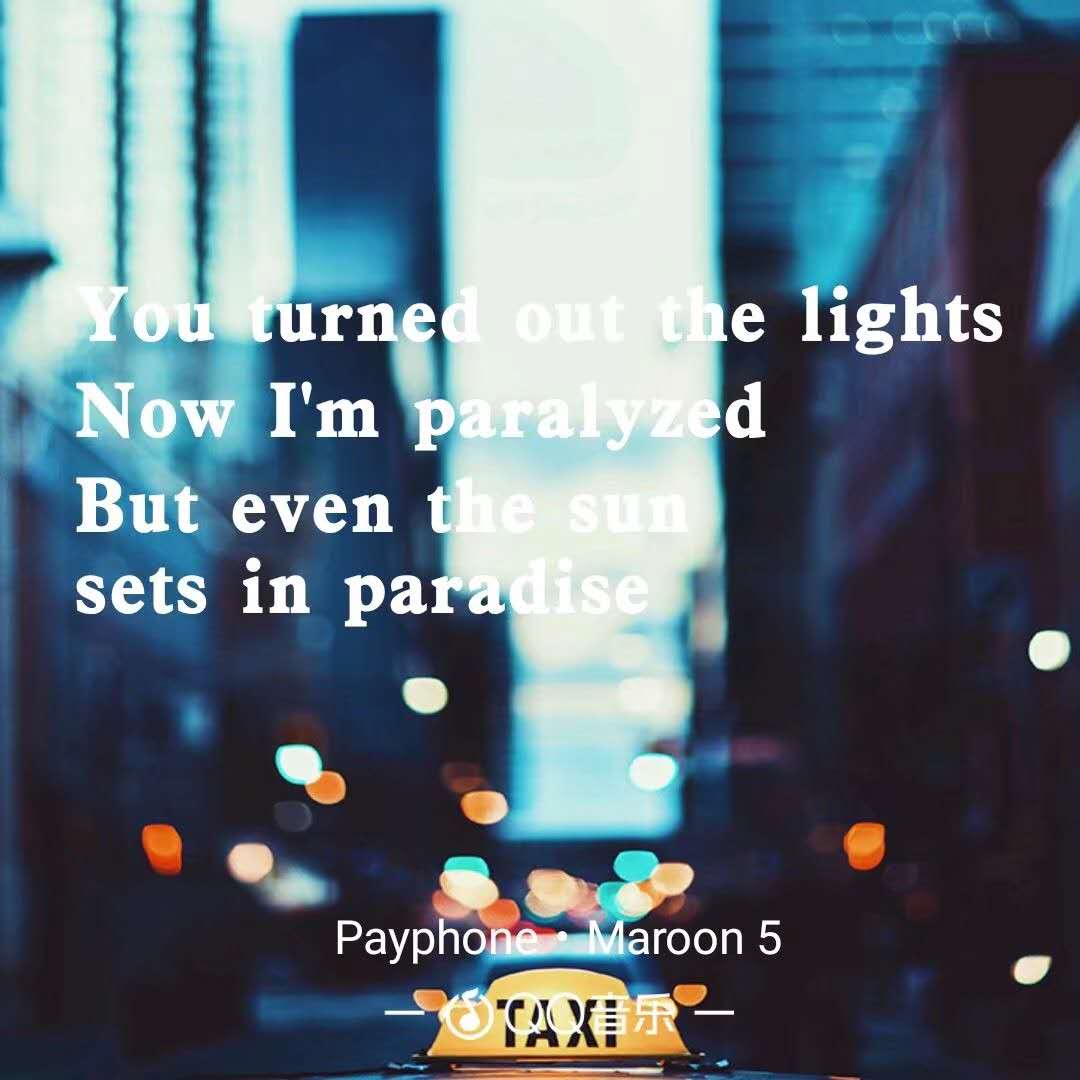 You turned out the lights
Now I'm paralyzed
But even the sun
sets in paradise
Payphone · Maroon 5
QQ音乐
TAXI